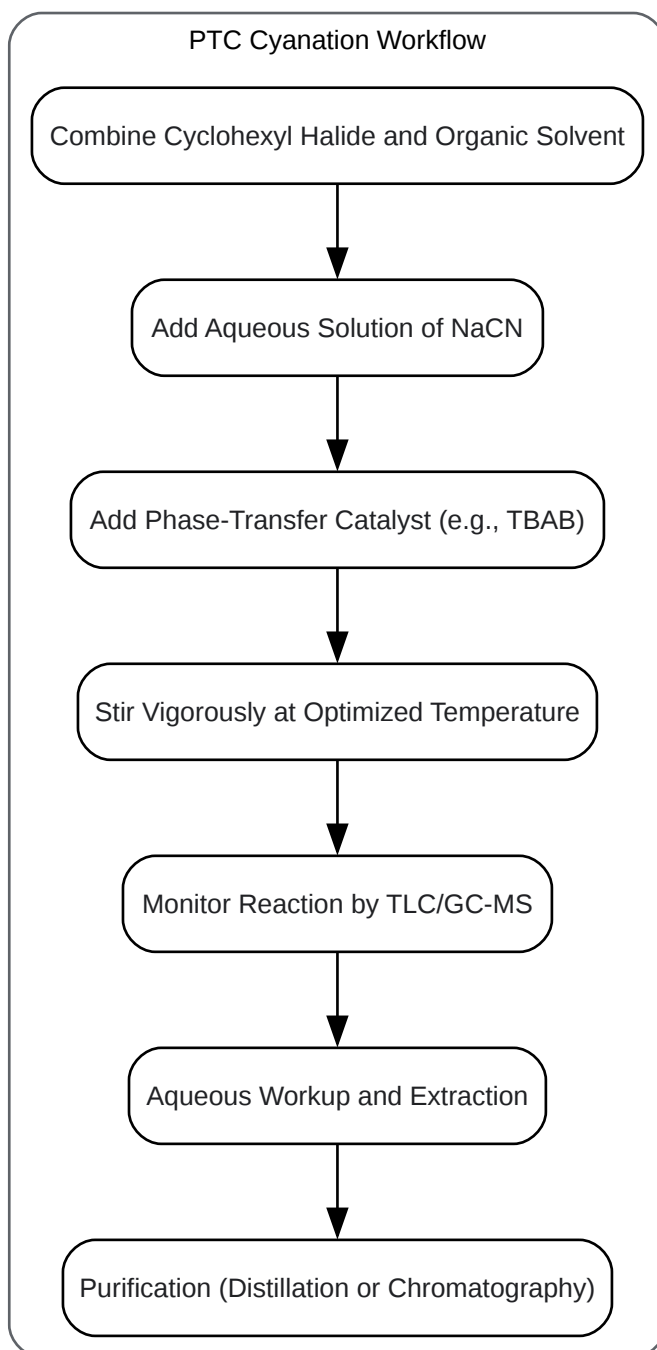 PTC Cyanation Workflow
Combine Cyclohexyl Halide and Organic Solvent
Add Aqueous Solution of NaCN
Add Phase-Transfer Catalyst (e.g., TBAB)
Stir Vigorously at Optimized Temperature
Monitor Reaction by TLC/GC-MS
Aqueous Workup and Extraction
Purification (Distillation or Chromatography)